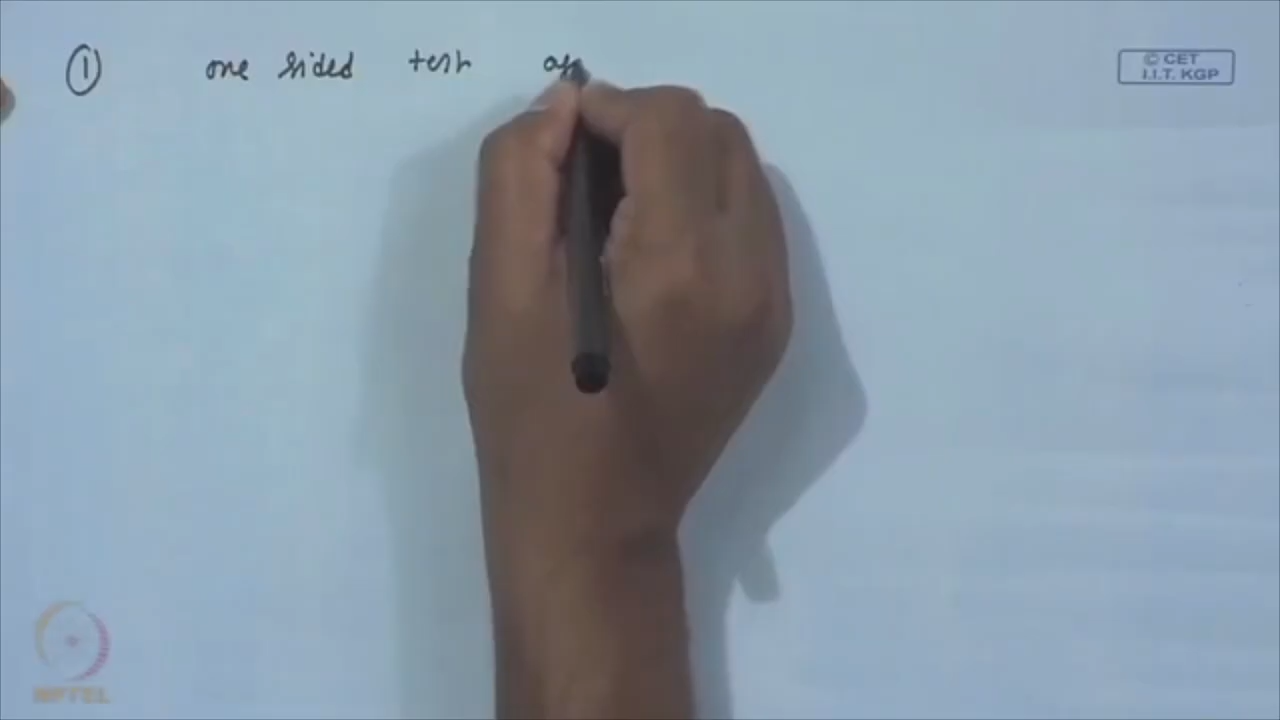 ① one sided test
© CET
I.I.T. KGP
NPTEL